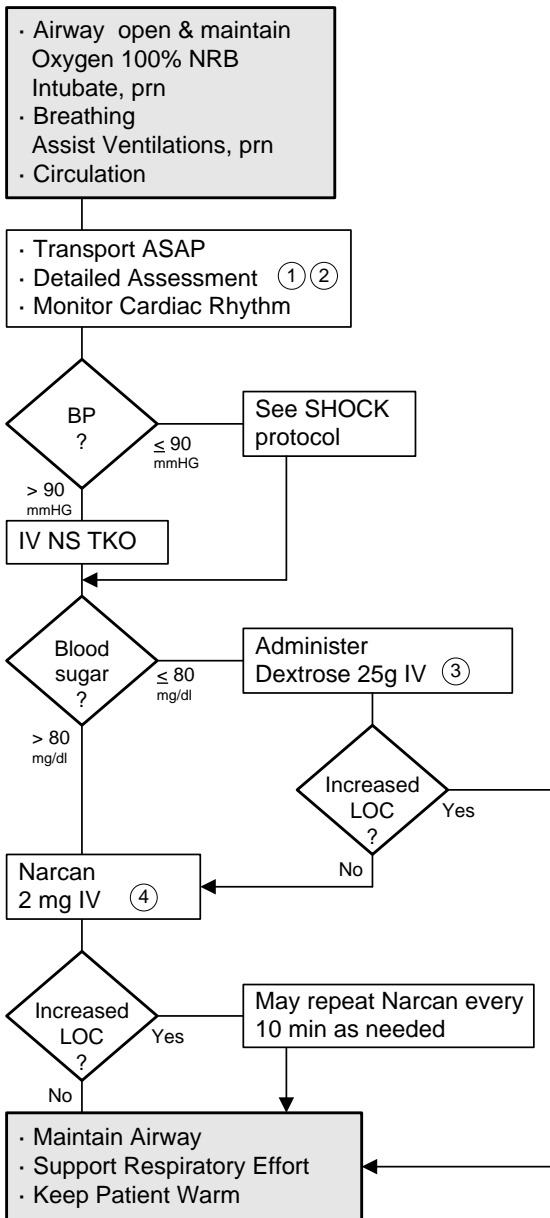 · Airway open & maintain
Oxygen 100% NRB
Intubate, prn
· Breathing
Assist Ventilations, prn
· Circulation
· Transport ASAP
· Detailed Assessment 1 2
· Monitor Cardiac Rhythm
BP
?
≤ 90
mmHG
See SHOCK
protocol
> 90
mmHG
IV NS TKO
Blood
sugar
?
≤ 80
mg/dl
Administer
Dextrose 25g IV 3
> 80
mg/dl
Increased
LOC
?
Yes
No
Narcan
2 mg IV 4
Increased
LOC
?
Yes
May repeat Narcan every
10 min as needed
No
· Maintain Airway
· Support Respiratory Effort
· Keep Patient Warm